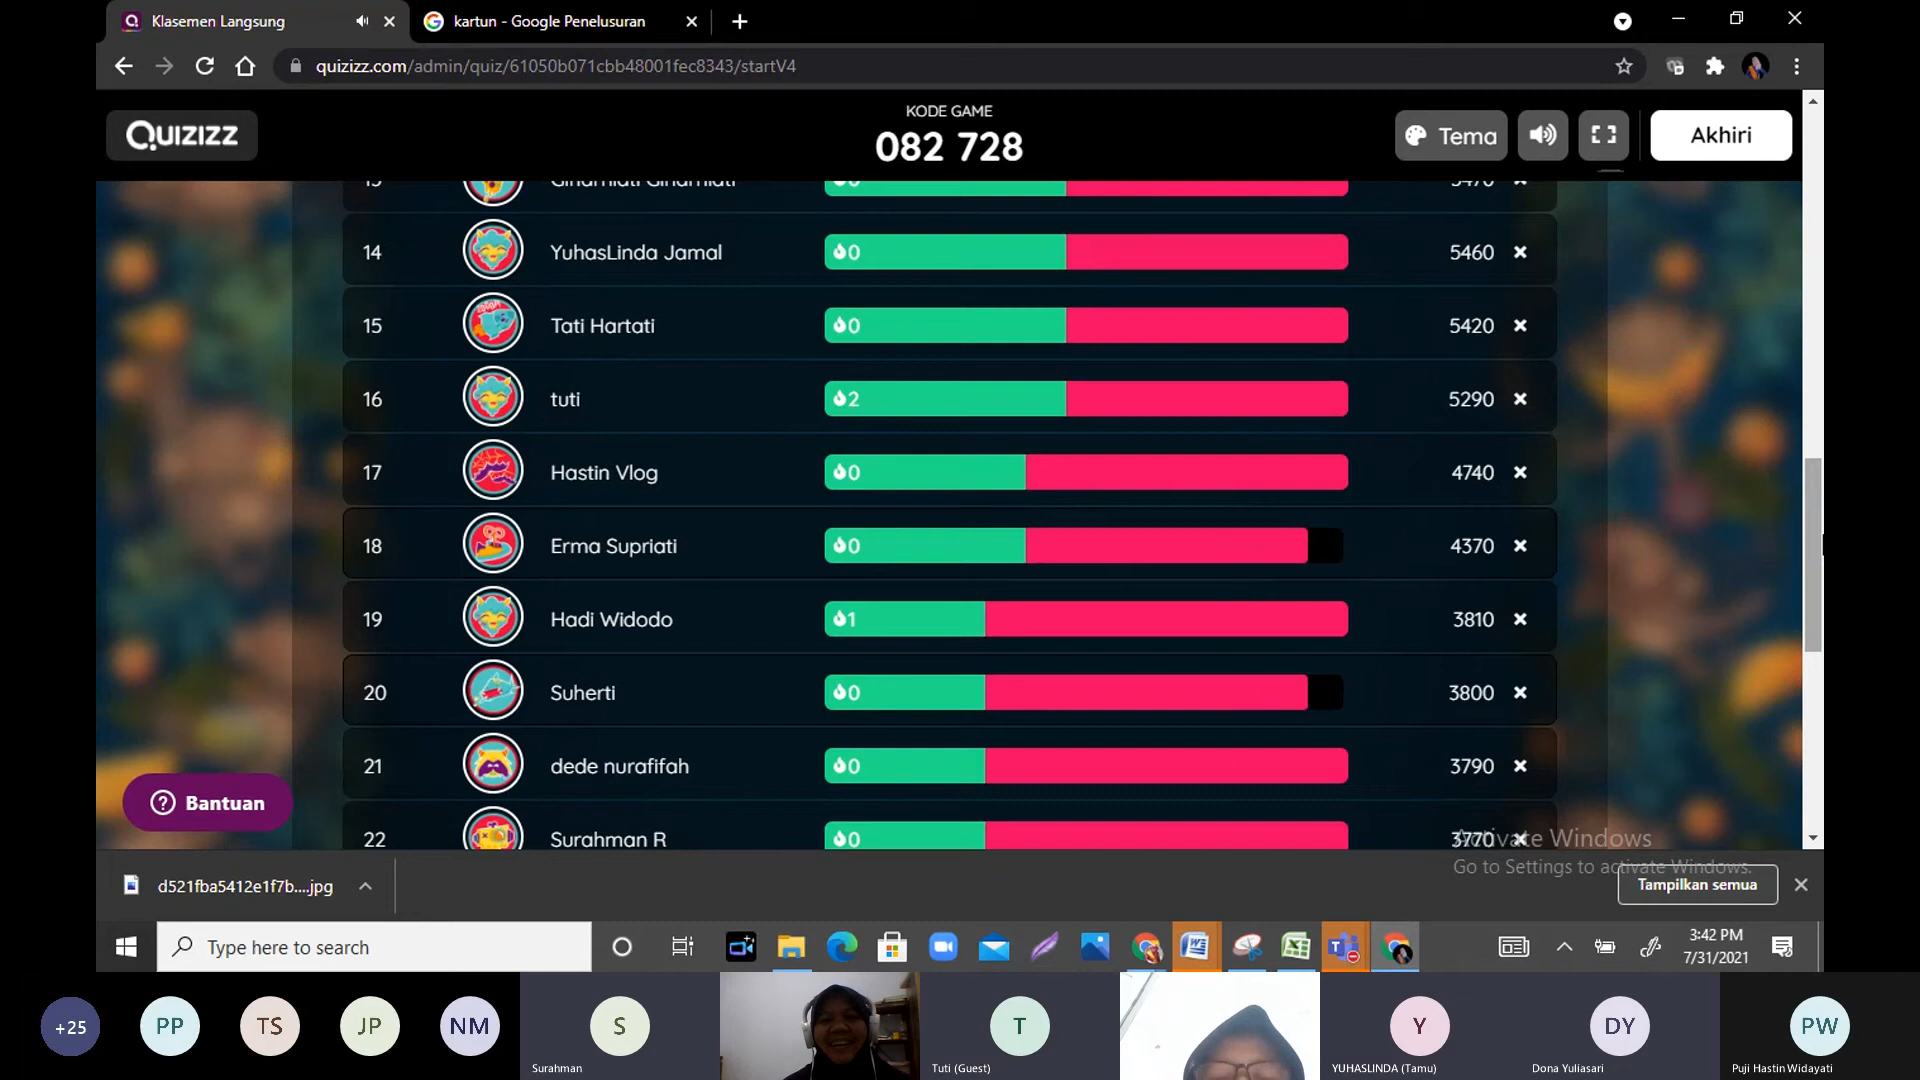 Klasemen Langsung
kartun - Google Penelusuran
quizizz.com/admin/quiz/61050b071cbb48001fec8343/startV4
QUIZIZZ
KODE GAME
082 728
Tema
Akhiri
14 YuhasLinda Jamal 0 5460
15 Tati Hartati 0 5420
16 tuti 2 5290
17 Hastin Vlog 0 4740
18 Erma Supriati 0 4370
19 Hadi Widodo 1 3810
20 Suherti 0 3800
21 dede nurafifah 0 3790
22 Surahman R 0 3770
Bantuan
Activate Windows
Go to Settings to activate Windows.
d521fba5412e1f7b....jpg
Tampilkan semua
Type here to search
3:42 PM
7/31/2021
+25
PP
TS
JP
NM
S
T
Y
DY
PW
Surahman
Tuti (Guest)
YUHASLINDA (Tamu)
Dona Yuliasari
Puji Hastin Widayati